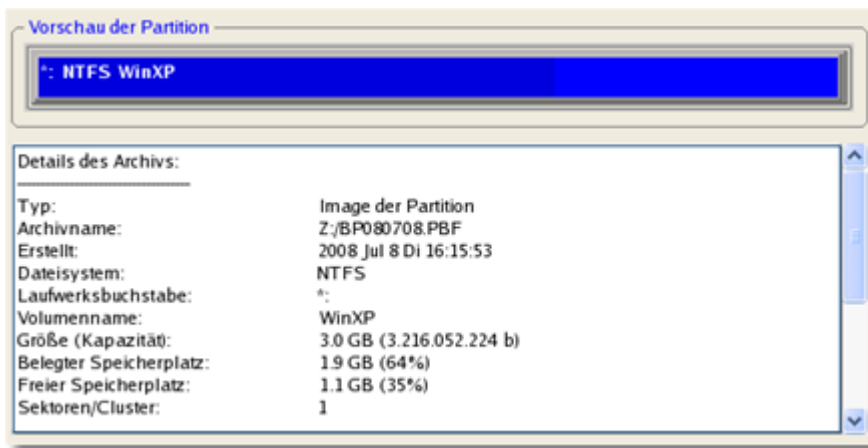 Vorschau der Partition
*: NTFS WinXP
Details des Archivs:
Typ: Image der Partition
Archivname: Z:/BP080708.PBF
Erstellt: 2008 Jul 8 Di 16:15:53
Dateisystem: NTFS
Laufwerksbuchstabe: *:
Volumenname: WinXP
Größe (Kapazität): 3.0 GB (3.216.052.224 b)
Belegter Speicherplatz: 1.9 GB (64%)
Freier Speicherplatz: 1.1 GB (35%)
Sektoren/Cluster: 1